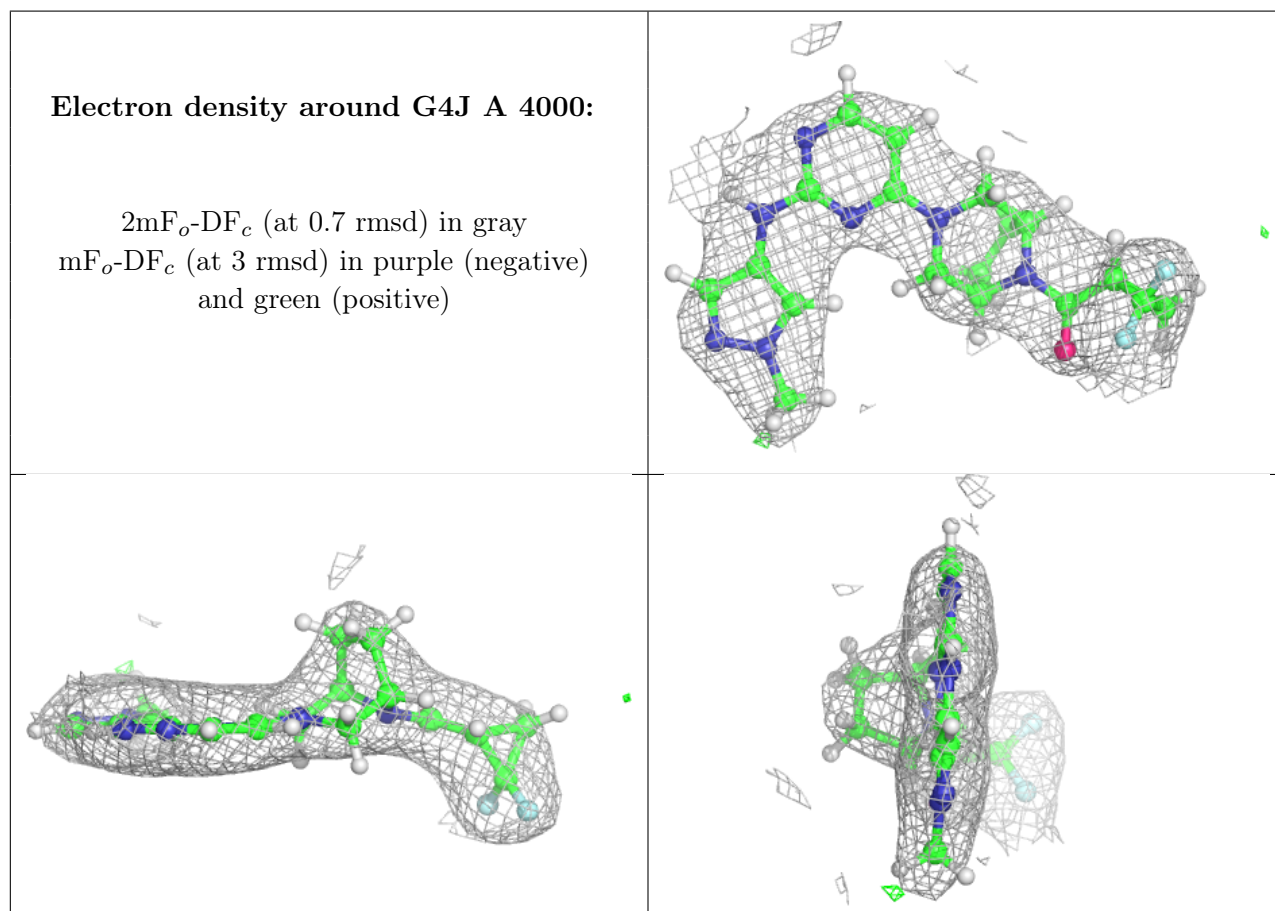 Electron density around G4J A 4000:
2mFo-DFc (at 0.7 rmsd) in gray
mFo-DFc (at 3 rmsd) in purple (negative)
and green (positive)